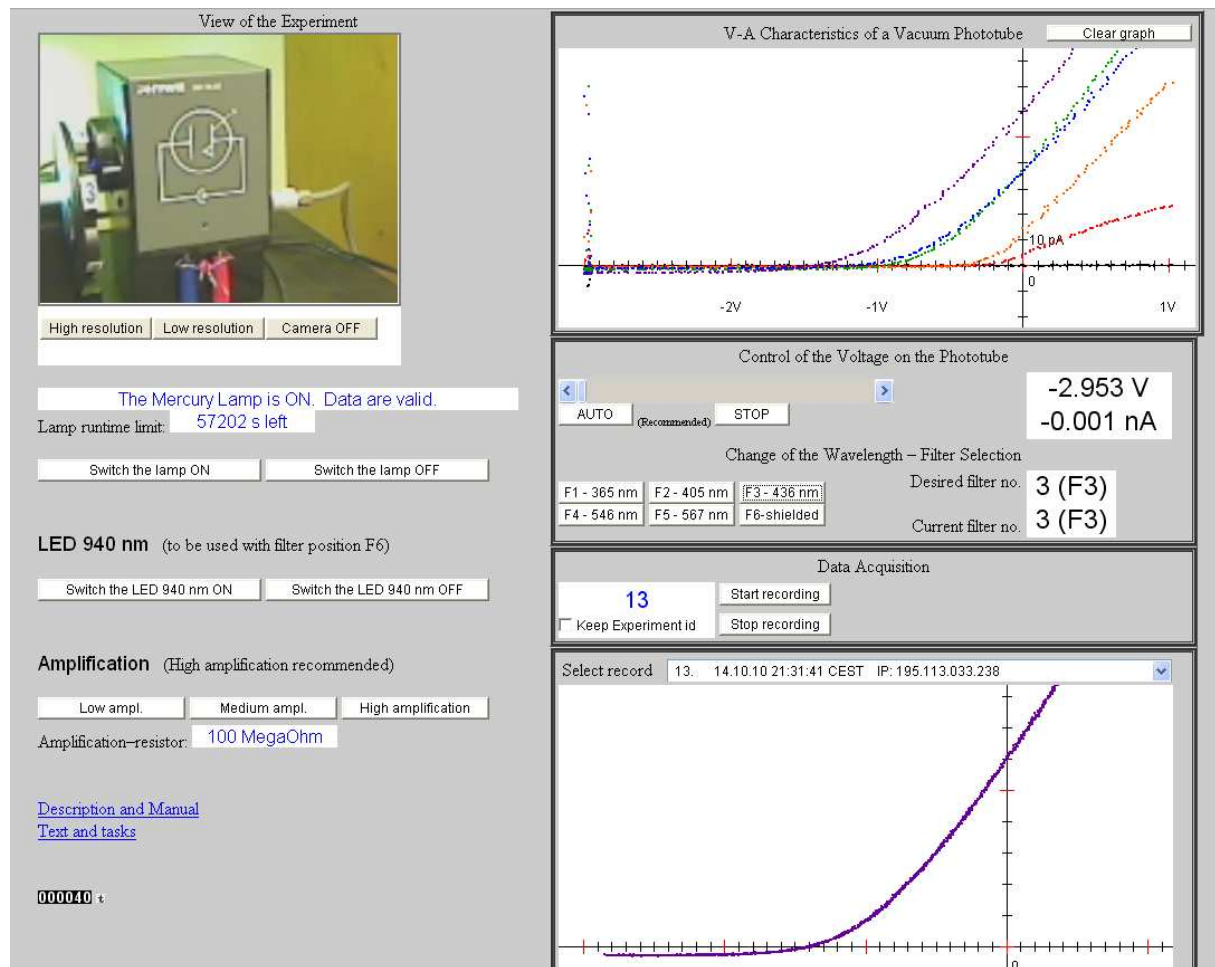 View of the Experiment
3
High resolution Low resolution Camera OFF
The Mercury Lamp is ON. Data are valid.
Lamp runtime limit: 57202 s left
Switch the lamp ON Switch the lamp OFF
LED 940 nm (to be used with filter position F6)
Switch the LED 940 nm ON Switch the LED 940 nm OFF
Amplification (High amplification recommended)
Low ampl. Medium ampl. High amplification
Amplification–resistor: 100 MegaOhm
Description and Manual
Text and tasks
000040 t
V-A Characteristics of a Vacuum Phototube Clear graph
10 pA
0
-2V -1V 1V
Control of the Voltage on the Phototube
-2.953 V
AUTO (Recommended) STOP
-0.001 nA
Change of the Wavelength – Filter Selection
F1 - 365 nm F2 - 405 nm F3 - 436 nm Desired filter no. 3 (F3)
F4 - 546 nm F5 - 567 nm F6-shielded Current filter no. 3 (F3)
Data Acquisition
13 Start recording
Keep Experiment id Stop recording
Select record 13. 14.10.10 21:31:41 CEST IP: 195.113.033.238
0